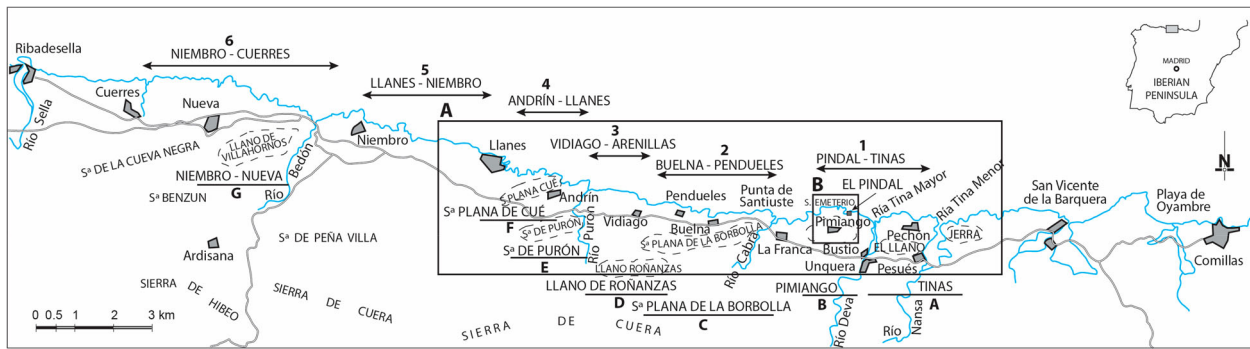 6
NIEMBRO - CUERRES
5
LLANES - NIEMBRO
4
ANDRÍN - LLANES
A
3
VIDIAGO - ARENILLAS
2
BUELNA - PENDUELES
1
PINDAL - TINAS
B
EL PINDAL
S. EMETERIO
Ribadesella
Cuerres
Nueva
Río Sella
LLANO DE
VILLAHORNOS
Sª DE LA CUEVA NEGRA
NIEMBRO - NUEVA
G
Sª BENZUN
Río Bedón
Niembro
Llanes
S. PLANA CUÉ
Andrín
Sª PLANA DE CUÉ
F
Sª DE PURÓN
Sª DE PURÓN
E
Río Purón
Vidiago
Pendueles
Buelna
Sª PLANA DE LA BORBOLLA
LLANO ROÑANZAS
LLANO DE ROÑANZAS
D
Sª PLANA DE LA BORBOLLA
C
Punta de
Santiuste
Río Cabra
La Franca
Pimiango
Bustio
Unquera
PIMIANGO
B
Río Deva
Ría Tina Mayor
Ría Tina Menor
Pechón
EL LLANO
Pesués
JERRA
TINAS
A
Río Nansa
San Vicente
de la Barquera
Playa de
Oyambre
Comillas
MADRID
IBERIAN
PENINSULA
N
Ardisana
Sª DE PEÑA VILLA
SIERRA DE HIBEO
SIERRA DE CUERA
SIERRA DE CUERA
0 0.5 1 2 3 km